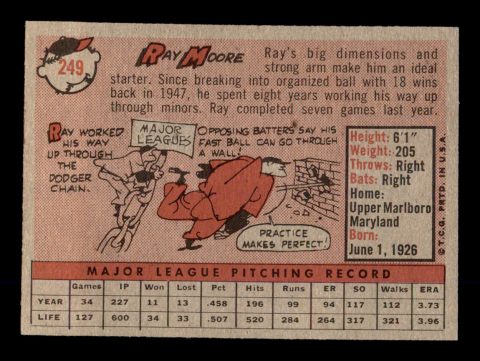 249
RAY MOORE
Ray's big dimensions and
strong arm make him an ideal
starter. Since breaking into organized ball with 18 wins
back in 1947, he spent eight years working his way up
through minors. Ray completed seven games last year.
RAY WORKED
HIS WAY
UP THROUGH
THE
DODGER
CHAIN.
MAJOR
LEAGUES
OPPOSING BATTERS SAY HIS
FAST BALL CAN GO THROUGH
A WALL!
PRACTICE
MAKES PERFECT!
Height: 6'1"
Weight: 205
Throws: Right
Bats: Right
Home:
Upper Marlboro
Maryland
Born:
June 1, 1926
© T.C.G. PRTD. IN U.S.A.
MAJOR LEAGUE PITCHING RECORD
Games IP Won Lost Pct Hits Runs ER SO Walks ERA
YEAR 34 227 11 13 .458 196 99 94 117 112 3.73
LIFE 127 600 34 33 .507 520 284 264 317 321 3.96